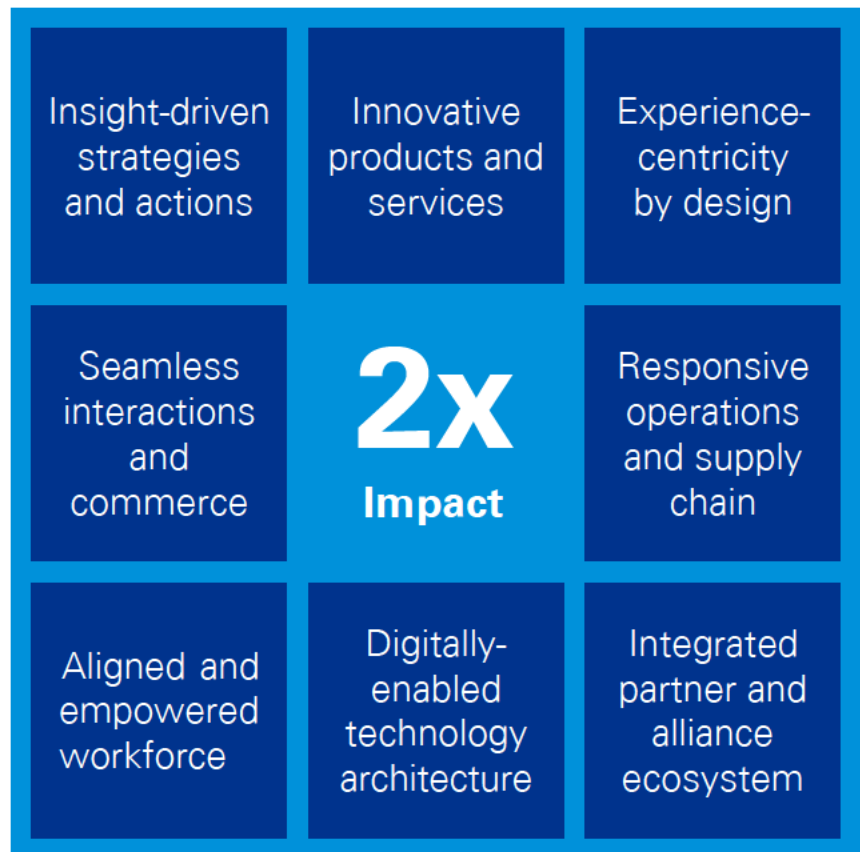 Insight-driven
strategies
and actions
Innovative
products and
services
Experience-
centricity
by design
Seamless
interactions
and
commerce
2x
Impact
Responsive
operations
and supply
chain
Aligned and
empowered
workforce
Digitally-
enabled
technology
architecture
Integrated
partner and
alliance
ecosystem